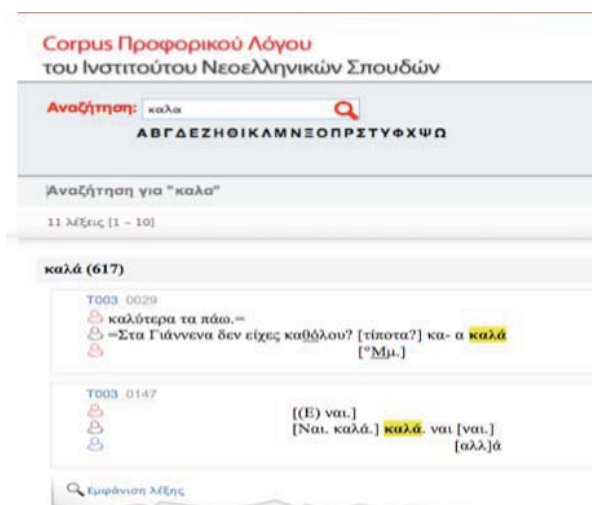 Corpus Προφορικού Λόγου
του Ινστιτούτου Νεοελληνικών Σπουδών
Αναζήτηση: καλα
ΑΒΓΔΕΖΗΘΙΚΛΜΝΞΟΠΡΣΤΥΦΧΨΩ
Αναζήτηση για "καλα"
11 λέξεις [1 – 10]
καλά (617)
T003 0029
καλύτερα τα πάω.=
=Στα Γιάννενα δεν είχες καθόλου? [τίποτα?] κα- α καλά
[°Μμ.]
T003 0147
[(Ε) ναι.]
[Ναι. καλά.] καλά. ναι [ναι.]
[αλλ]ά
Εμφάνιση λέξης